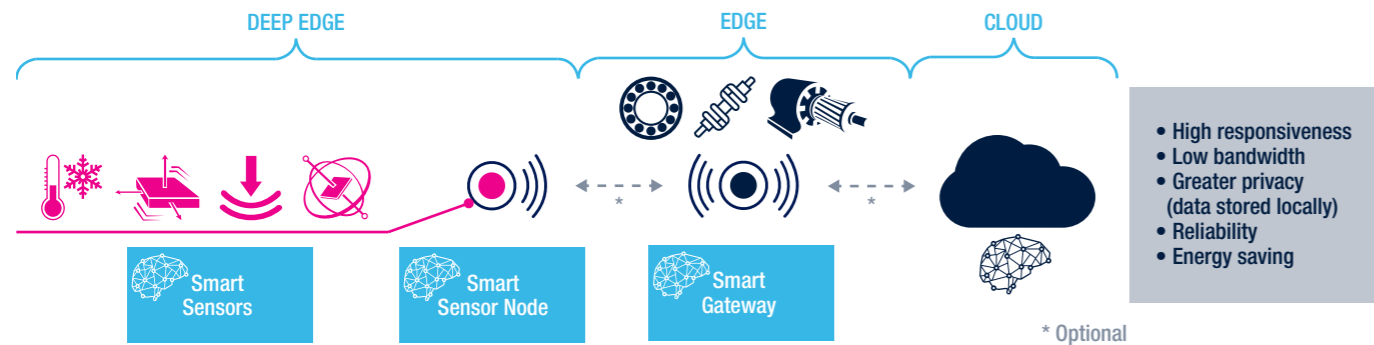 DEEP EDGE
EDGE
CLOUD
*
*
• High responsiveness
• Low bandwidth
• Greater privacy
(data stored locally)
• Reliability
• Energy saving
Smart
Sensors
Smart
Sensor Node
Smart
Gateway
* Optional